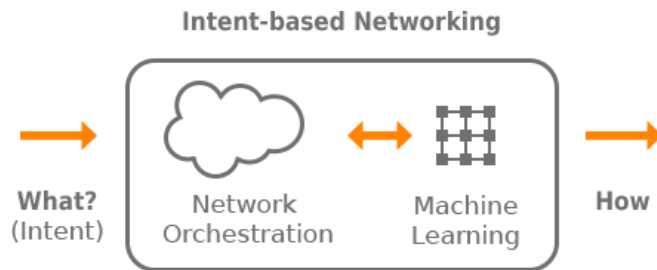 Intent-based Networking
What?
(Intent)
Network
Orchestration
Machine
Learning
How